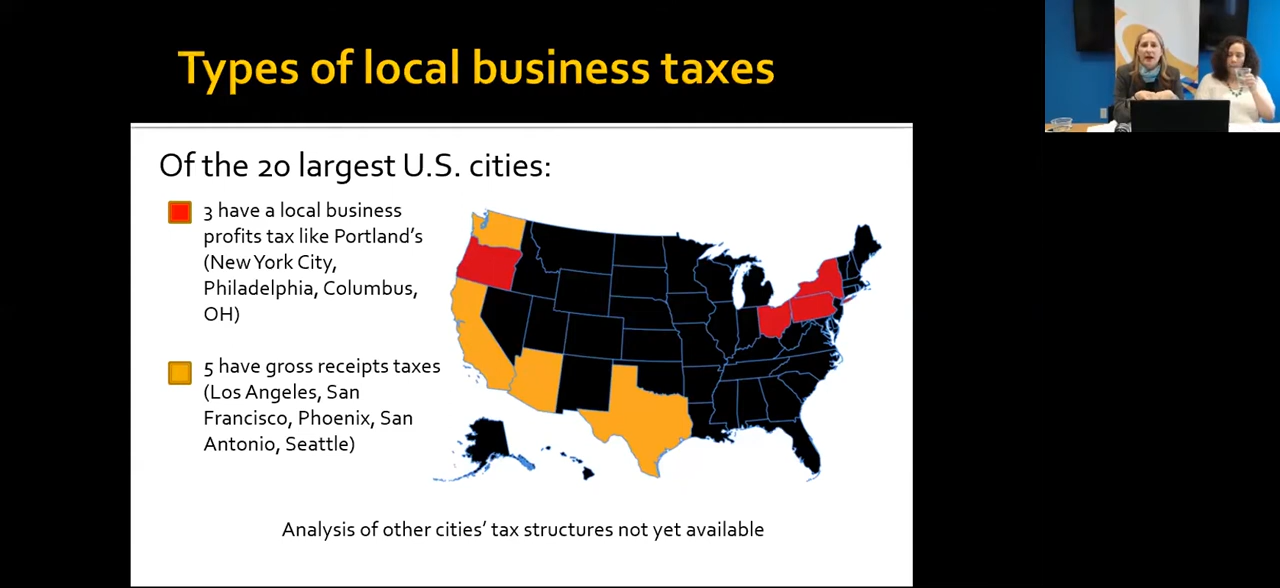 Types of local business taxes
Of the 20 largest U.S. cities:
3 have a local business
profits tax like Portland's
(New York City,
Philadelphia, Columbus,
OH)
5 have gross receipts taxes
(Los Angeles, San
Francisco, Phoenix, San
Antonio, Seattle)
Analysis of other cities' tax structures not yet available